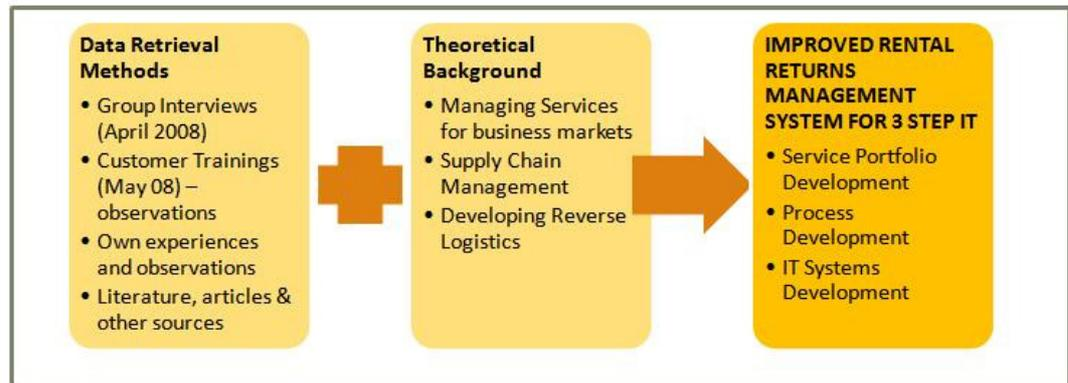 Data Retrieval
Methods
• Group Interviews
(April 2008)
• Customer Trainings
(May 08) –
observations
• Own experiences
and observations
• Literature, articles &
other sources
Theoretical
Background
• Managing Services
for business markets
• Supply Chain
Management
• Developing Reverse
Logistics
IMPROVED RENTAL
RETURNS
MANAGEMENT
SYSTEM FOR 3 STEP IT
• Service Portfolio
Development
• Process
Development
• IT Systems
Development